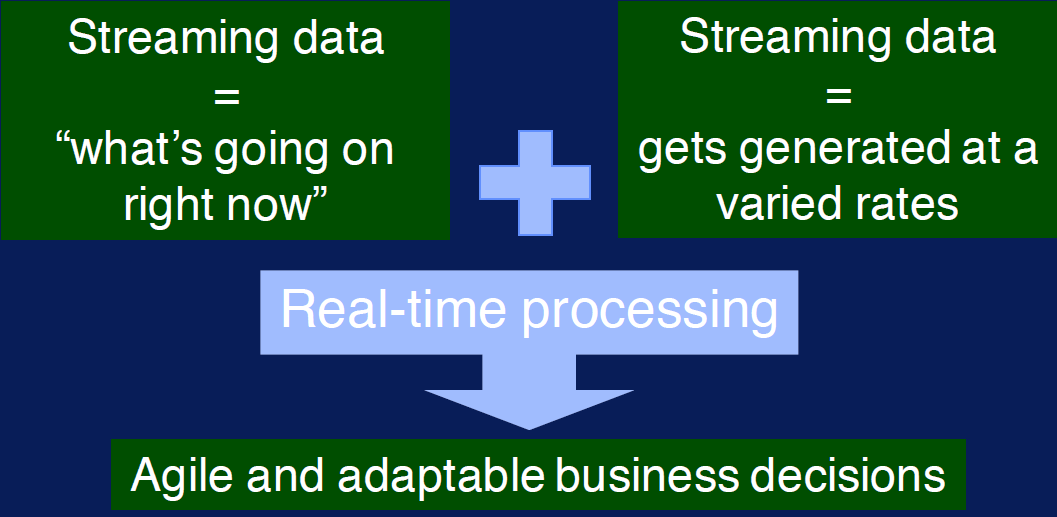 Streaming data
=
“what’s going on
right now”
Streaming data
=
gets generated at a
varied rates
Real-time processing
Agile and adaptable business decisions